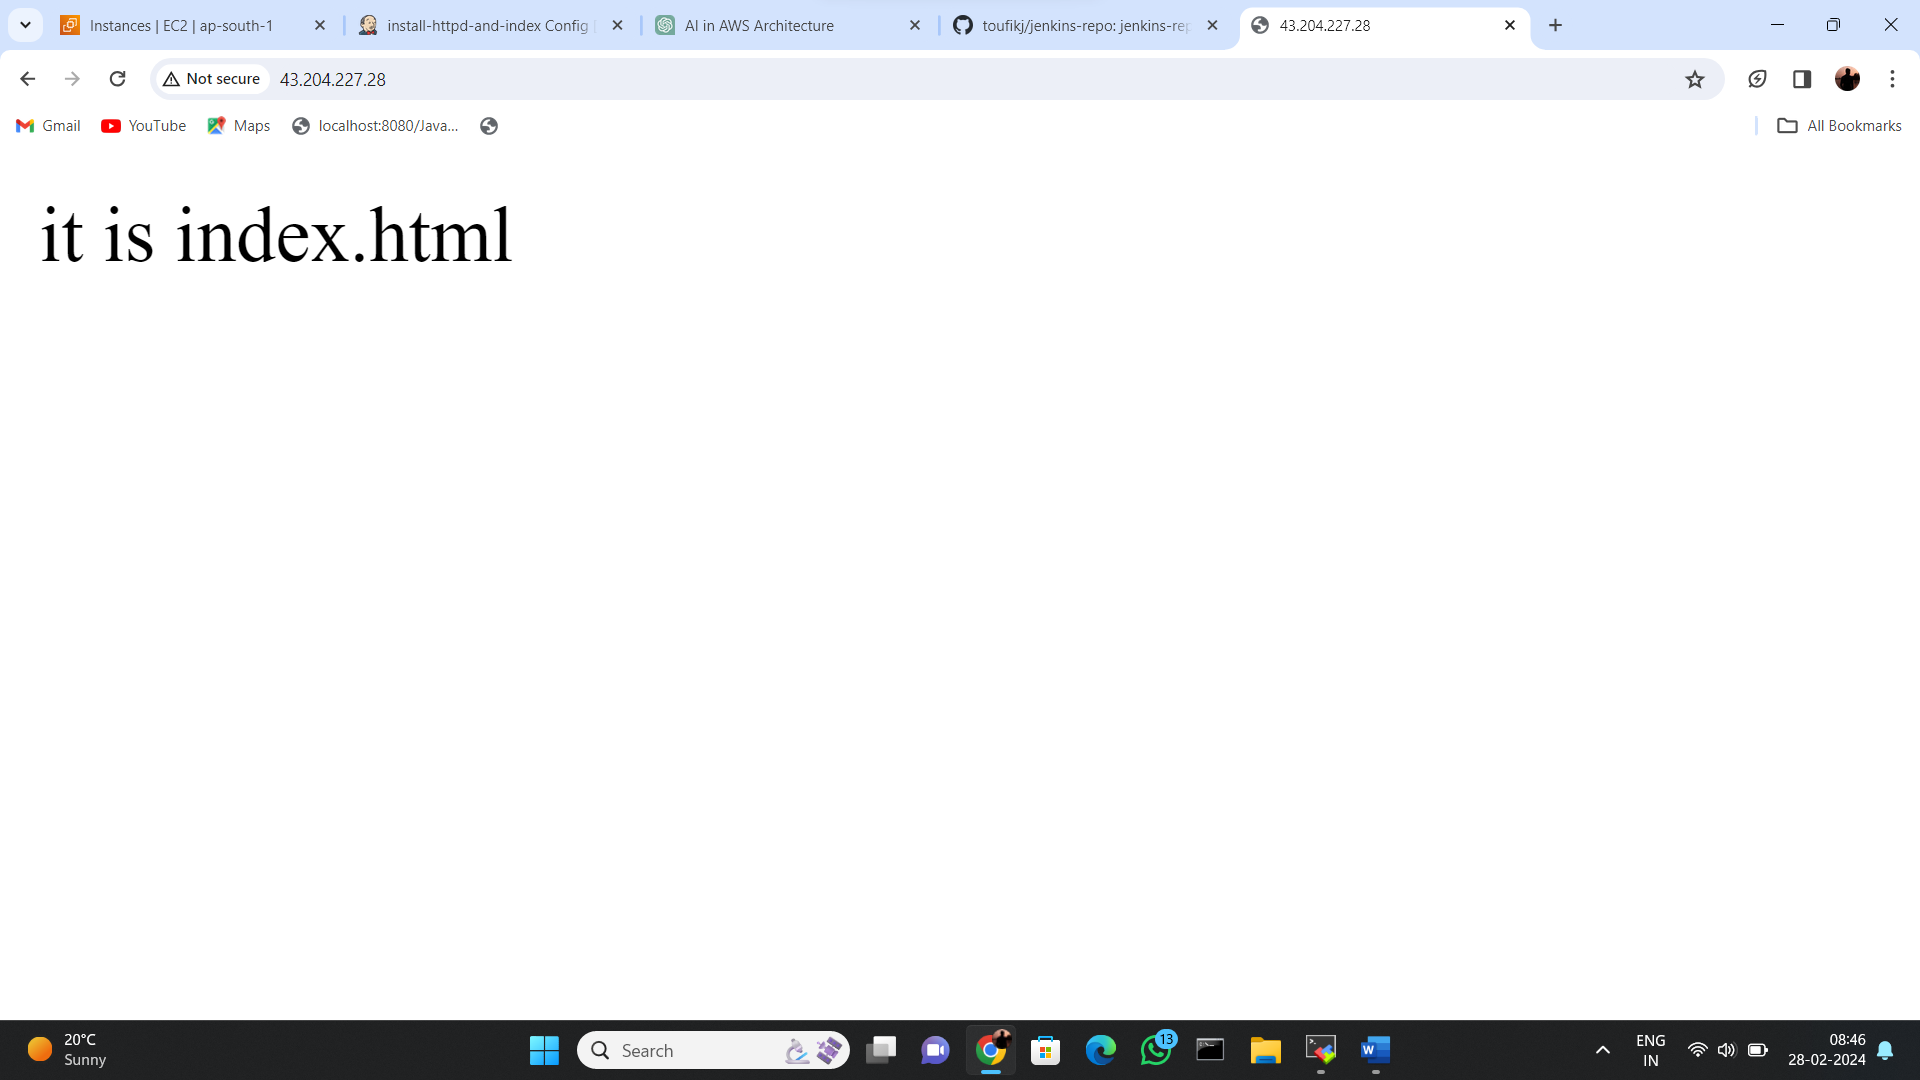 Instances | EC2 | ap-south-1
install-httpd-and-index Config
AI in AWS Architecture
toufikj/jenkins-repo: jenkins-rep
43.204.227.28
Not secure
43.204.227.28
Gmail
YouTube
Maps
localhost:8080/Java...
All Bookmarks
it is index.html
20°C
Sunny
Search
13
ENG
IN
08:46
28-02-2024